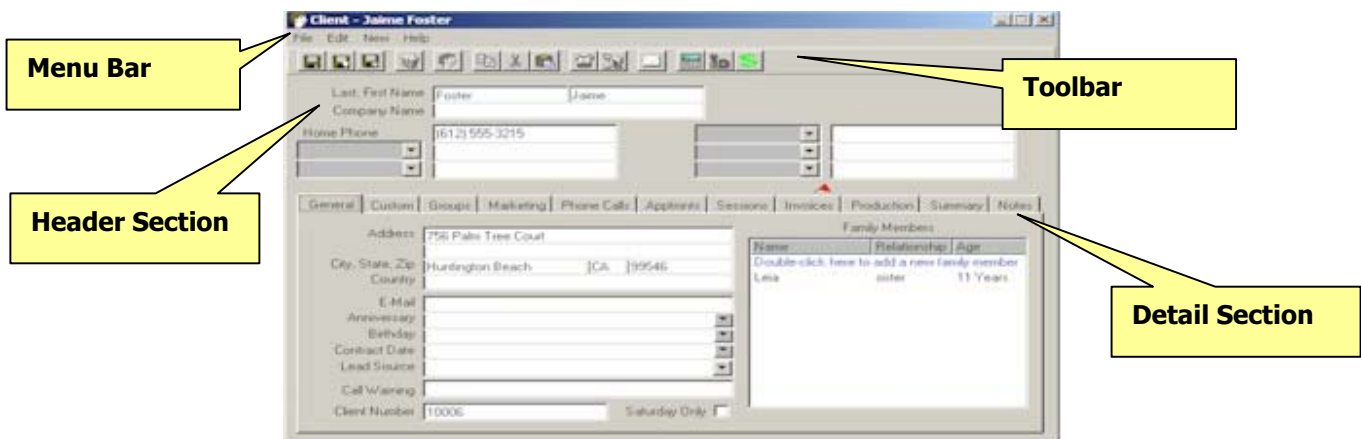 Client - Jaime Foster
File Edit New Help
Menu Bar
Toolbar
Last, First Name Foster Jaime
Company Name
Home Phone (612) 555-3215
Header Section
General Custom Groups Marketing Phone Calls Appts Sessions Invoices Production Summary Notes
Address 756 Palm Tree Court
City, State, Zip Huntington Beach CA 99546
Country
E-Mail
Anniversary
Birthday
Contract Date
Lead Source
Call Warning
Client Number 10006 Saturday Only
Family Members
Name Relationship Age
Double-click here to add a new family member
Leia sister 11 Years
Detail Section